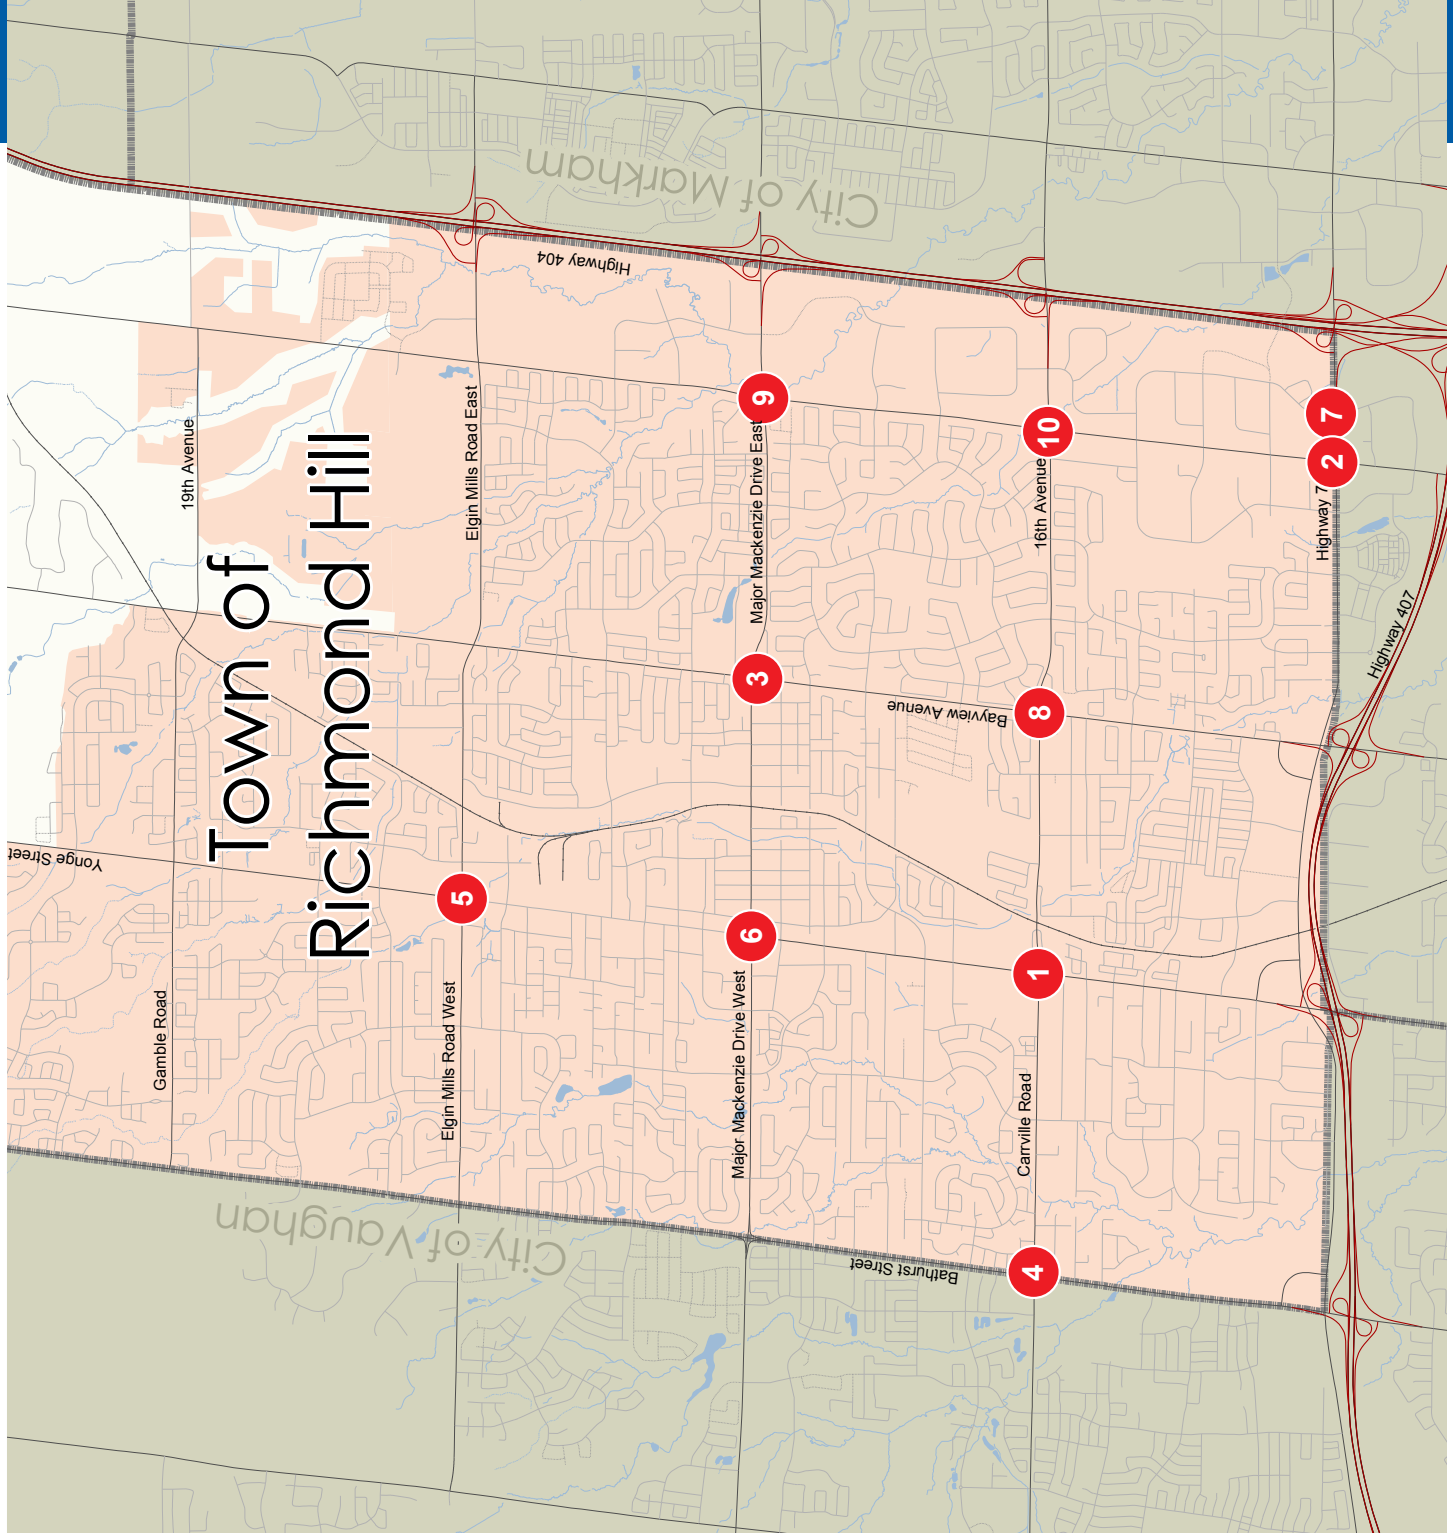 Town of
Richmond Hill
City of Markham
City of Vaughan
Highway 404
19th Avenue
Elgin Mills Road East
Major Mackenzie Drive East
16th Avenue
Highway 7
Highway 407
Bayview Avenue
Yonge Street
Gamble Road
Elgin Mills Road West
Major Mackenzie Drive West
Carrville Road
Bathurst Street
9
10
7
2
3
8
5
6
1
4